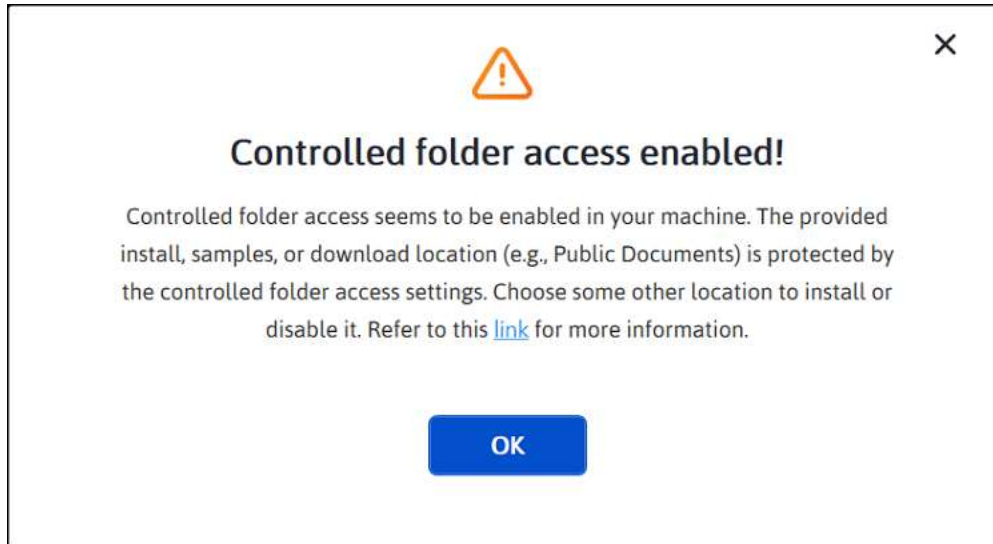 Controlled folder access enabled!
Controlled folder access seems to be enabled in your machine. The provided
install, samples, or download location (e.g., Public Documents) is protected by
the controlled folder access settings. Choose some other location to install or
disable it. Refer to this link for more information.
OK